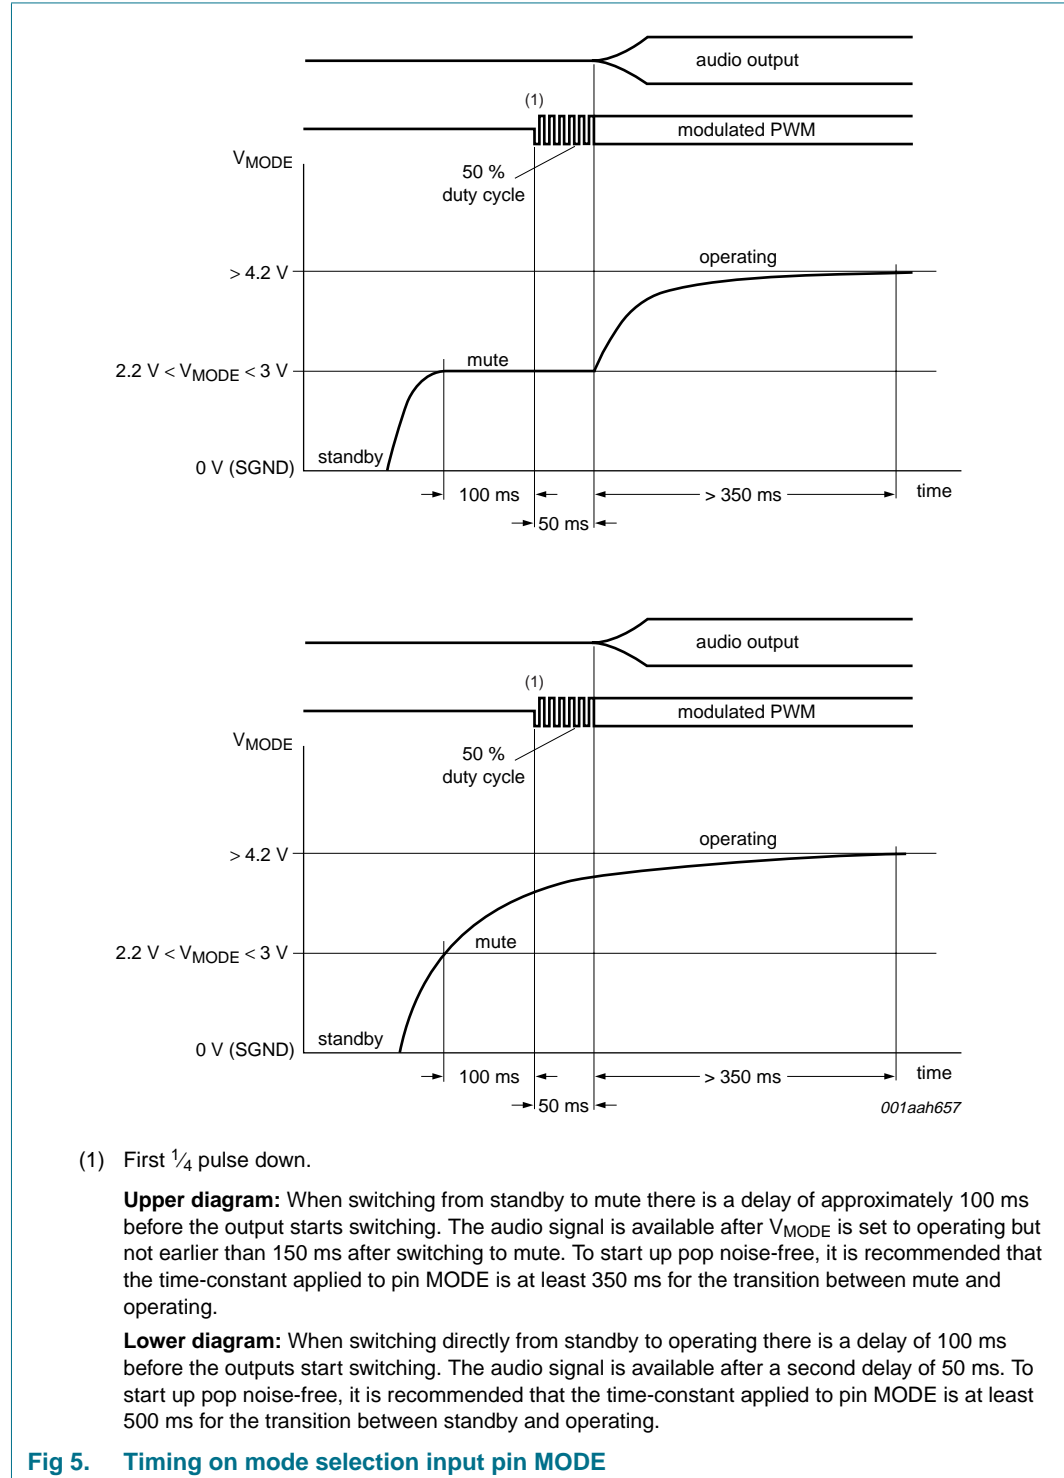 audio output
(1)
modulated PWM
VMODE
50 %
duty cycle
operating
> 4.2 V
mute
2.2 V < VMODE < 3 V
standby
0 V (SGND)
100 ms
> 350 ms
time
50 ms
audio output
(1)
modulated PWM
VMODE
50 %
duty cycle
operating
> 4.2 V
mute
2.2 V < VMODE < 3 V
standby
0 V (SGND)
100 ms
> 350 ms
time
50 ms
001aah657
(1) First 1⁄4 pulse down.
Upper diagram: When switching from standby to mute there is a delay of approximately 100 ms
before the output starts switching. The audio signal is available after VMODE is set to operating but
not earlier than 150 ms after switching to mute. To start up pop noise-free, it is recommended that
the time-constant applied to pin MODE is at least 350 ms for the transition between mute and
operating.
Lower diagram: When switching directly from standby to operating there is a delay of 100 ms
before the outputs start switching. The audio signal is available after a second delay of 50 ms. To
start up pop noise-free, it is recommended that the time-constant applied to pin MODE is at least
500 ms for the transition between standby and operating.
Fig 5. Timing on mode selection input pin MODE